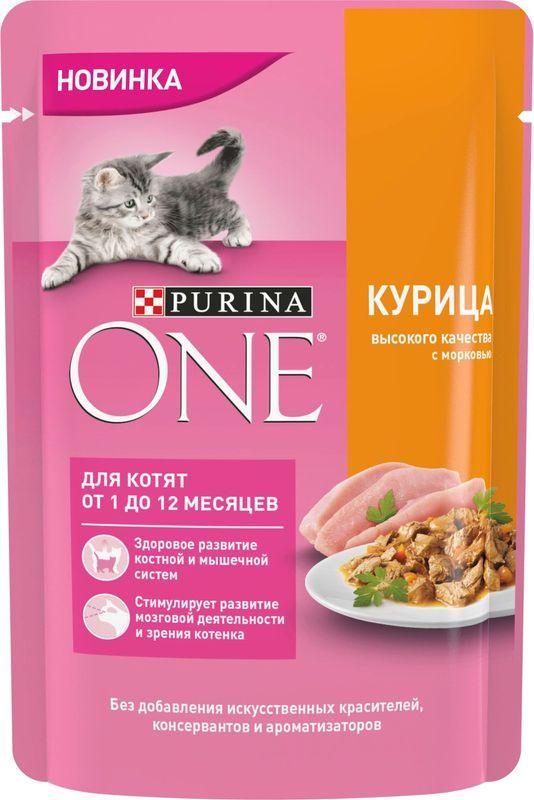 НОВИНКА
PURINA
ONE®
КУРИЦА
высокого качества
с морковью
ДЛЯ КОТЯТ
ОТ 1 ДО 12 МЕСЯЦЕВ
Здоровое развитие
костной и мышечной
систем
Стимулирует развитие
мозговой деятельности
и зрения котенка
Без добавления искусственных красителей,
консервантов и ароматизаторов